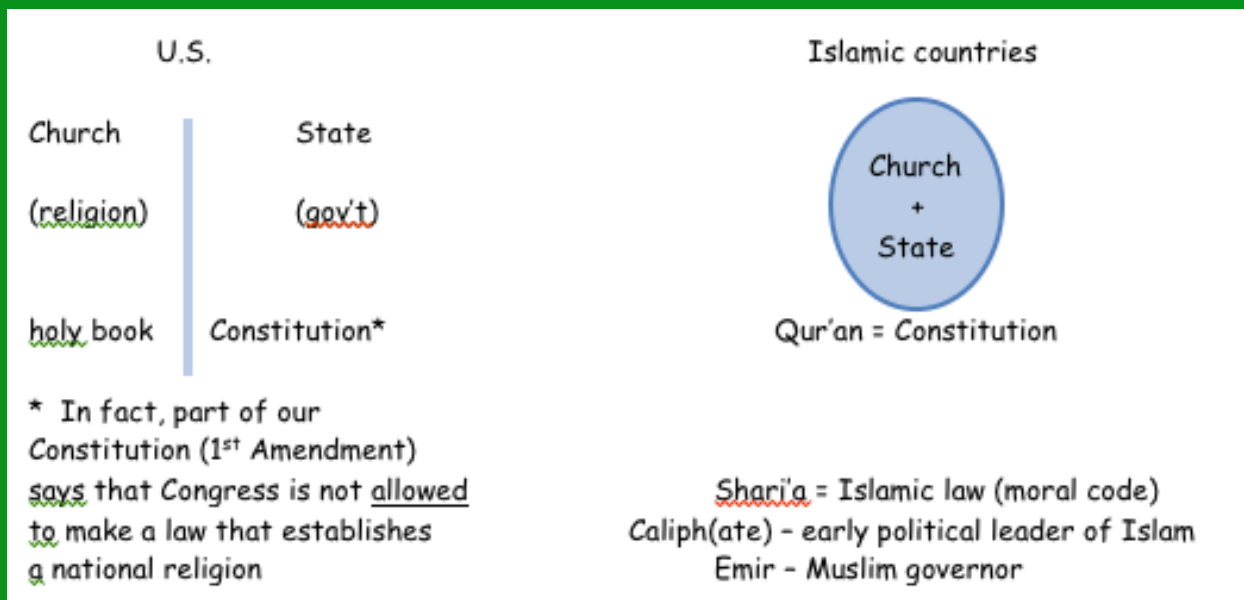 U.S.
Church State
(religion) (gov't)
holy book Constitution*
* In fact, part of our
Constitution (1st Amendment)
says that Congress is not allowed
to make a law that establishes
a national religion
Islamic countries
Church
+
State
Qur'an = Constitution
Shari'a = Islamic law (moral code)
Caliph(ate) – early political leader of Islam
Emir – Muslim governor